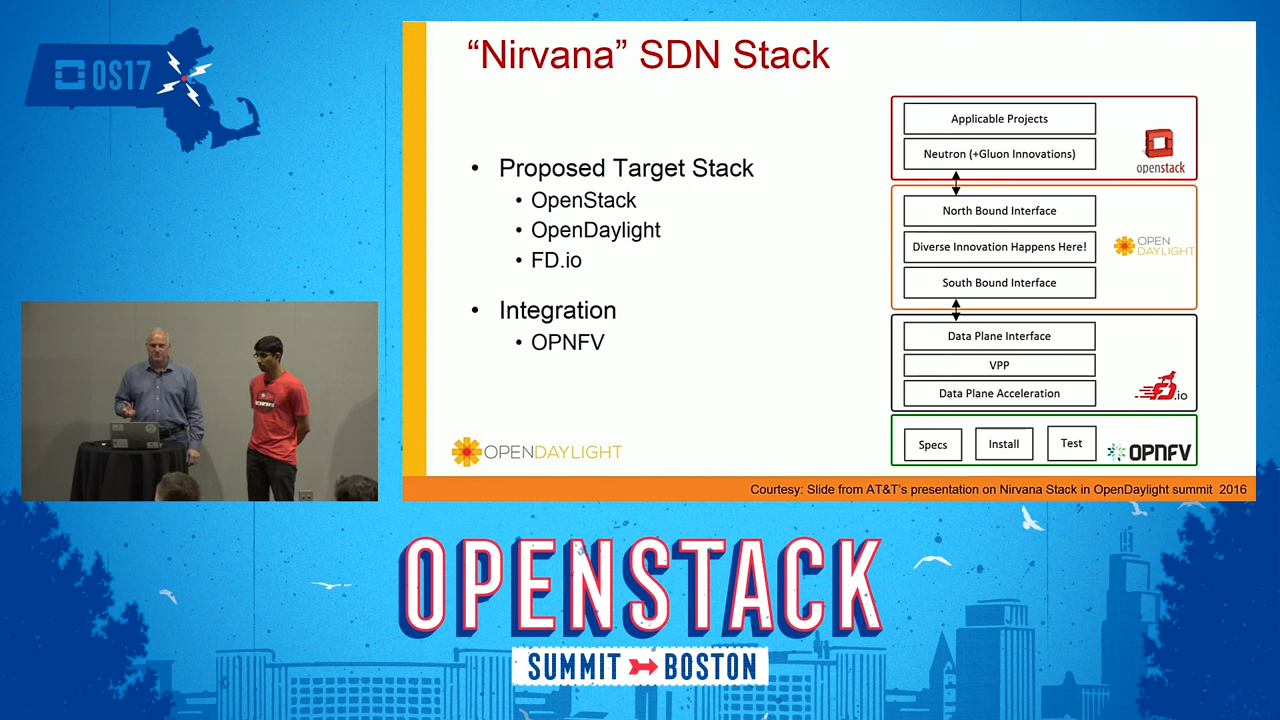 OS17
"Nirvana" SDN Stack
• Proposed Target Stack
• OpenStack
• OpenDaylight
• FD.io
• Integration
• OPNFV
Applicable Projects
Neutron (+Gluon Innovations)
openstack
North Bound Interface
Diverse Innovation Happens Here!
South Bound Interface
OPEN
DAYLIGHT
Data Plane Interface
VPP
Data Plane Acceleration
FD.io
Specs
Install
Test
OPNFV
OPENDAYLIGHT
Courtesy: Slide from AT&T's presentation on Nirvana Stack in OpenDaylight summit 2016
OPENSTACK
SUMMIT BOSTON